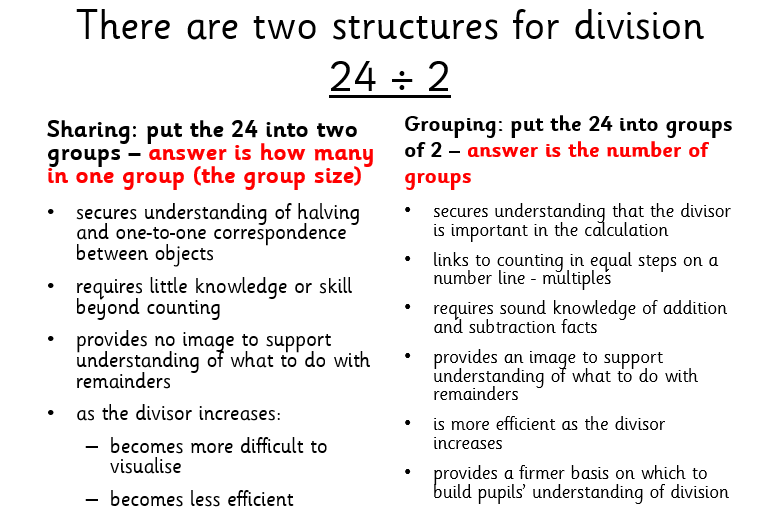 There are two structures for division
24 ÷ 2
Sharing: put the 24 into two
groups – answer is how many
in one group (the group size)
• secures understanding of halving
and one-to-one correspondence
between objects
• requires little knowledge or skill
beyond counting
• provides no image to support
understanding of what to do with
remainders
• as the divisor increases:
– becomes more difficult to
visualise
– becomes less efficient
Grouping: put the 24 into groups
of 2 – answer is the number of
groups
• secures understanding that the divisor
is important in the calculation
• links to counting in equal steps on a
number line - multiples
• requires sound knowledge of addition
and subtraction facts
• provides an image to support
understanding of what to do with
remainders
• is more efficient as the divisor
increases
• provides a firmer basis on which to
build pupils’ understanding of division